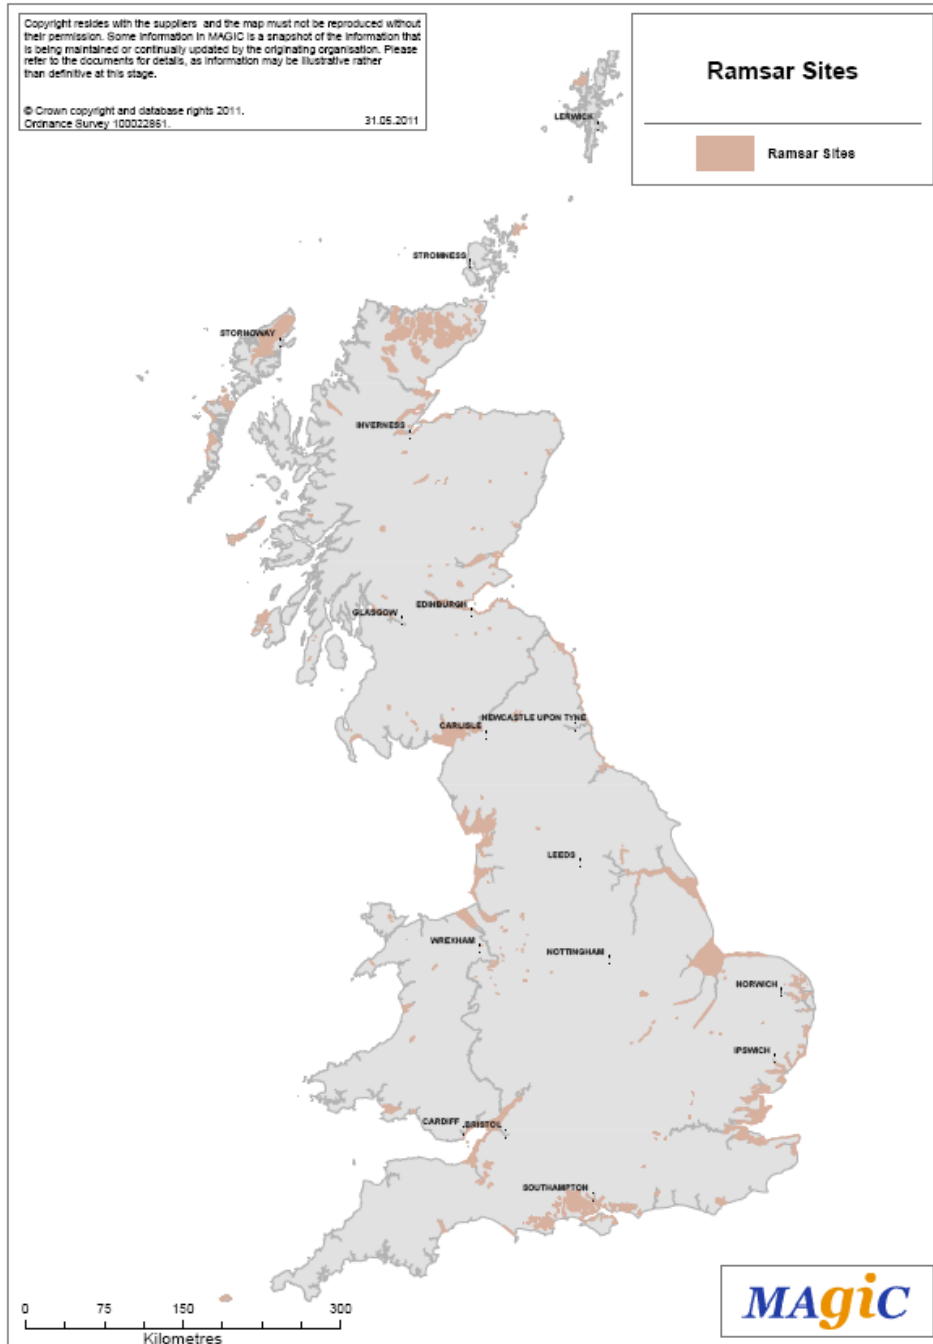 Copyright resides with the suppliers and the map must not be reproduced without
their permission. Some information in MAGIC is a snapshot of the information that
is being maintained or continually updated by the originating organisation. Please
refer to the documents for details, as information may be illustrative rather
than definitive at this stage.
© Crown copyright and database rights 2011.
Ordnance Survey 100022861.
31.05.2011
Ramsar Sites
Ramsar Sites
LERWICK
STROMNESS
STORNOWAY
INVERNESS
EDINBURGH
GLASGOW
NEWCASTLE UPON TYNE
CARLISLE
LEEDS
WREXHAM
NOTTINGHAM
NORWICH
IPSWICH
CARDIFF
BRISTOL
SOUTHAMPTON
0 75 150 300
Kilometres
MAgiC